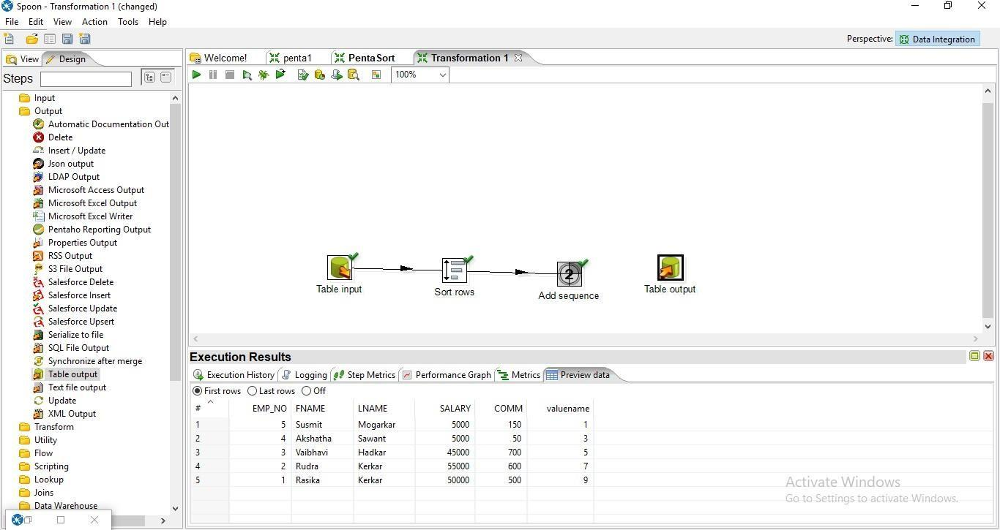 Spoon - Transformation 1 (changed)
File Edit View Action Tools Help
Perspective: Data Integration
View Design
Welcome! penta1 PentaSort Transformation 1
Steps
100%
Input
Output
Automatic Documentation Out
Delete
Insert / Update
Json output
LDAP Output
Microsoft Access Output
Microsoft Excel Output
Microsoft Excel Writer
Pentaho Reporting Output
Properties Output
RSS Output
S3 File Output
Salesforce Delete
Salesforce Insert
Salesforce Update
Salesforce Upsert
Serialize to file
SQL File Output
Synchronize after merge
Table output
Text file output
Update
XML Output
Transform
Utility
Flow
Scripting
Lookup
Joins
Data Warehouse
2
Table input Sort rows Add sequence Table output
Execution Results
Execution History Logging Step Metrics Performance Graph Metrics Preview data
First rows Last rows Off
# EMP_NO FNAME LNAME SALARY COMM valuename
1 5 Susmit Mogarkar 5000 150 1
2 4 Akshatha Sawant 5000 50 3
3 3 Vaibhavi Hadkar 45000 700 5
4 2 Rudra Kerkar 55000 600 7
5 1 Rasika Kerkar 50000 500 9
Activate Windows
Go to Settings to activate Windows.